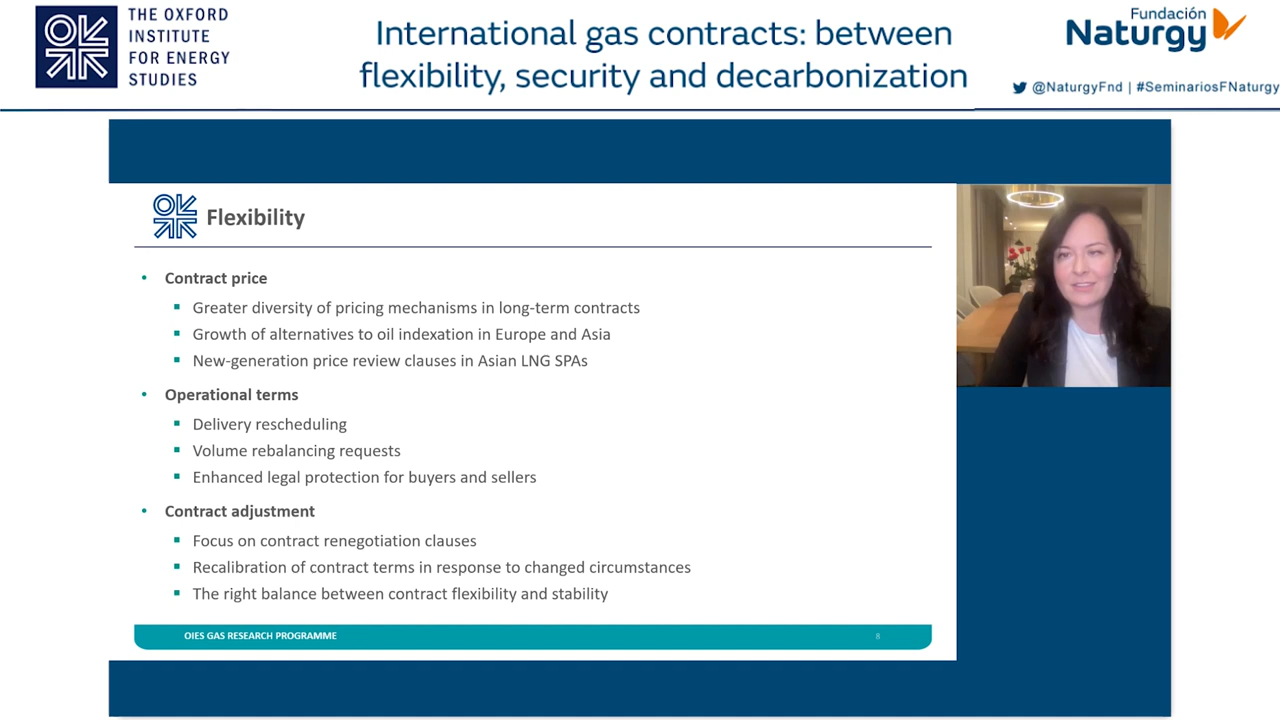 THE OXFORD
INSTITUTE
FOR ENERGY
STUDIES
International gas contracts: between
flexibility, security and decarbonization
Fundación
Naturgy
@NaturgyFnd | #SeminariosFNaturgy
Flexibility
• Contract price
▪ Greater diversity of pricing mechanisms in long-term contracts
▪ Growth of alternatives to oil indexation in Europe and Asia
▪ New-generation price review clauses in Asian LNG SPAs
• Operational terms
▪ Delivery rescheduling
▪ Volume rebalancing requests
▪ Enhanced legal protection for buyers and sellers
• Contract adjustment
▪ Focus on contract renegotiation clauses
▪ Recalibration of contract terms in response to changed circumstances
▪ The right balance between contract flexibility and stability
OIES GAS RESEARCH PROGRAMME
8